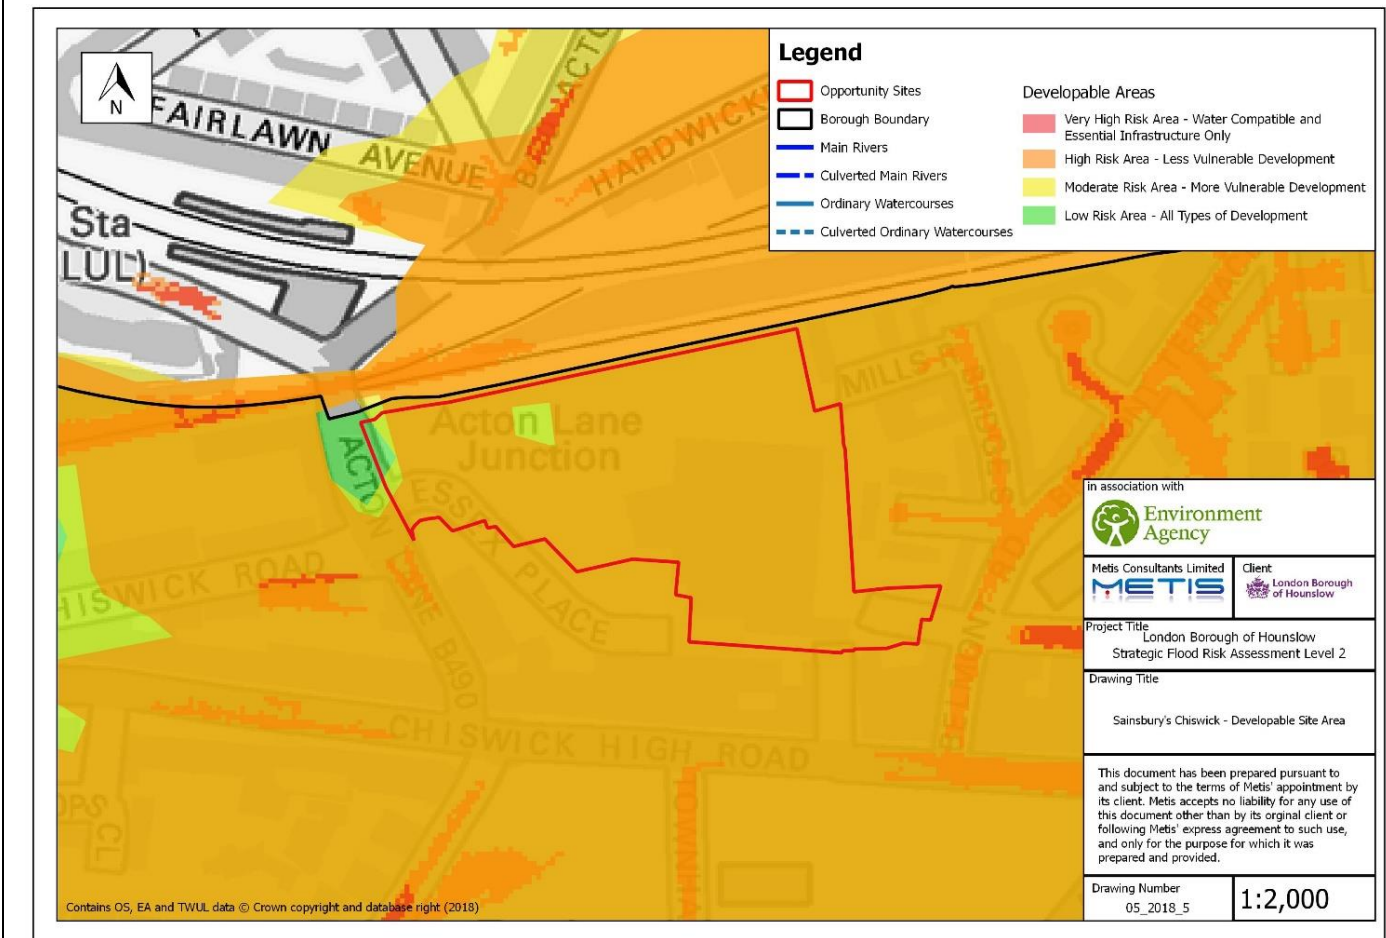 N
FAIRLAWN
AVENUE
HARDWICKE
Sta
LUL)
Legend
Opportunity Sites
Borough Boundary
Main Rivers
Culverted Main Rivers
Ordinary Watercourses
Culverted Ordinary Watercourses
Developable Areas
Very High Risk Area - Water Compatible and
Essential Infrastructure Only
High Risk Area - Less Vulnerable Development
Moderate Risk Area - More Vulnerable Development
Low Risk Area - All Types of Development
Acton Lane
Junction
ACTON LANE B490
ESSEX PLACE
HISWICK ROAD
CHISWICK HIGH ROAD
OPS CL
in association with
Environment
Agency
Metis Consultants Limited
METIS
Client
London Borough
of Hounslow
Project Title
London Borough of Hounslow
Strategic Flood Risk Assessment Level 2
Drawing Title
Sainsbury's Chiswick - Developable Site Area
This document has been prepared pursuant to
and subject to the terms of Metis' appointment by
its client. Metis accepts no liability for any use of
this document other than by its orginal client or
following Metis' express agreement to such use,
and only for the purpose for which it was
prepared and provided.
Drawing Number
05_2018_5
1:2,000
Contains OS, EA and TWUL data © Crown copyright and database right (2018)